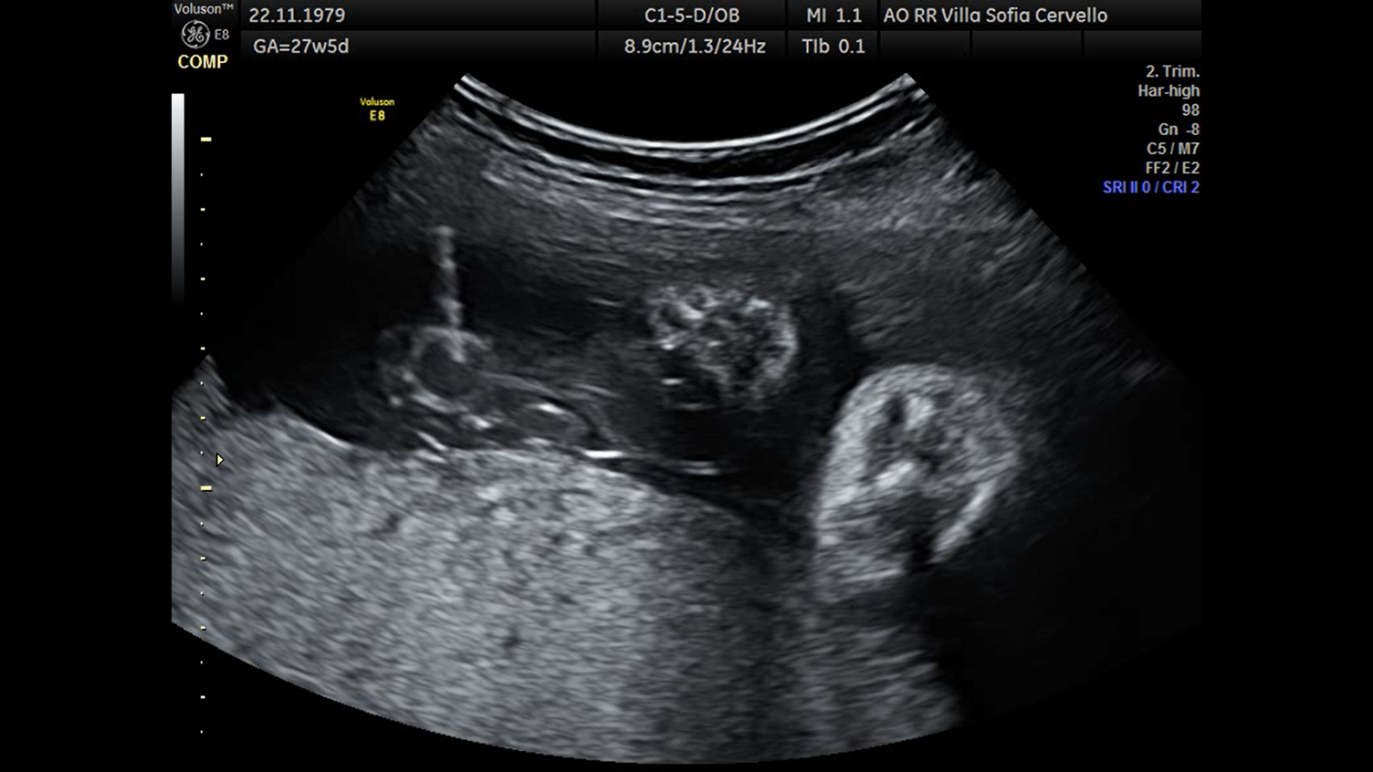 Voluson™
GE E8
COMP
22.11.1979
C1-5-D/OB
MI 1.1
AO RR Villa Sofia Cervello
GA=27w5d
8.9cm/1.3/24Hz
TIb 0.1
Voluson
E8
2. Trim.
Har-high
98
Gn -8
C5 / M7
FF2 / E2
SRI II 0 / CRI 2